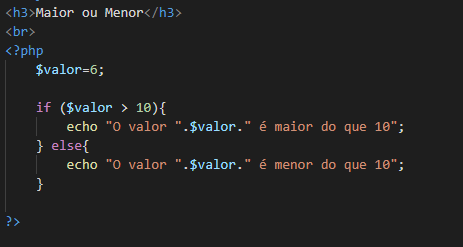 <h3>Maior ou Menor</h3>
<br>
<?php
    $valor=6;
    if ($valor > 10){
        echo "O valor ".$valor." é maior do que 10";
    } else{
        echo "O valor ".$valor." é menor do que 10";
    }
?>